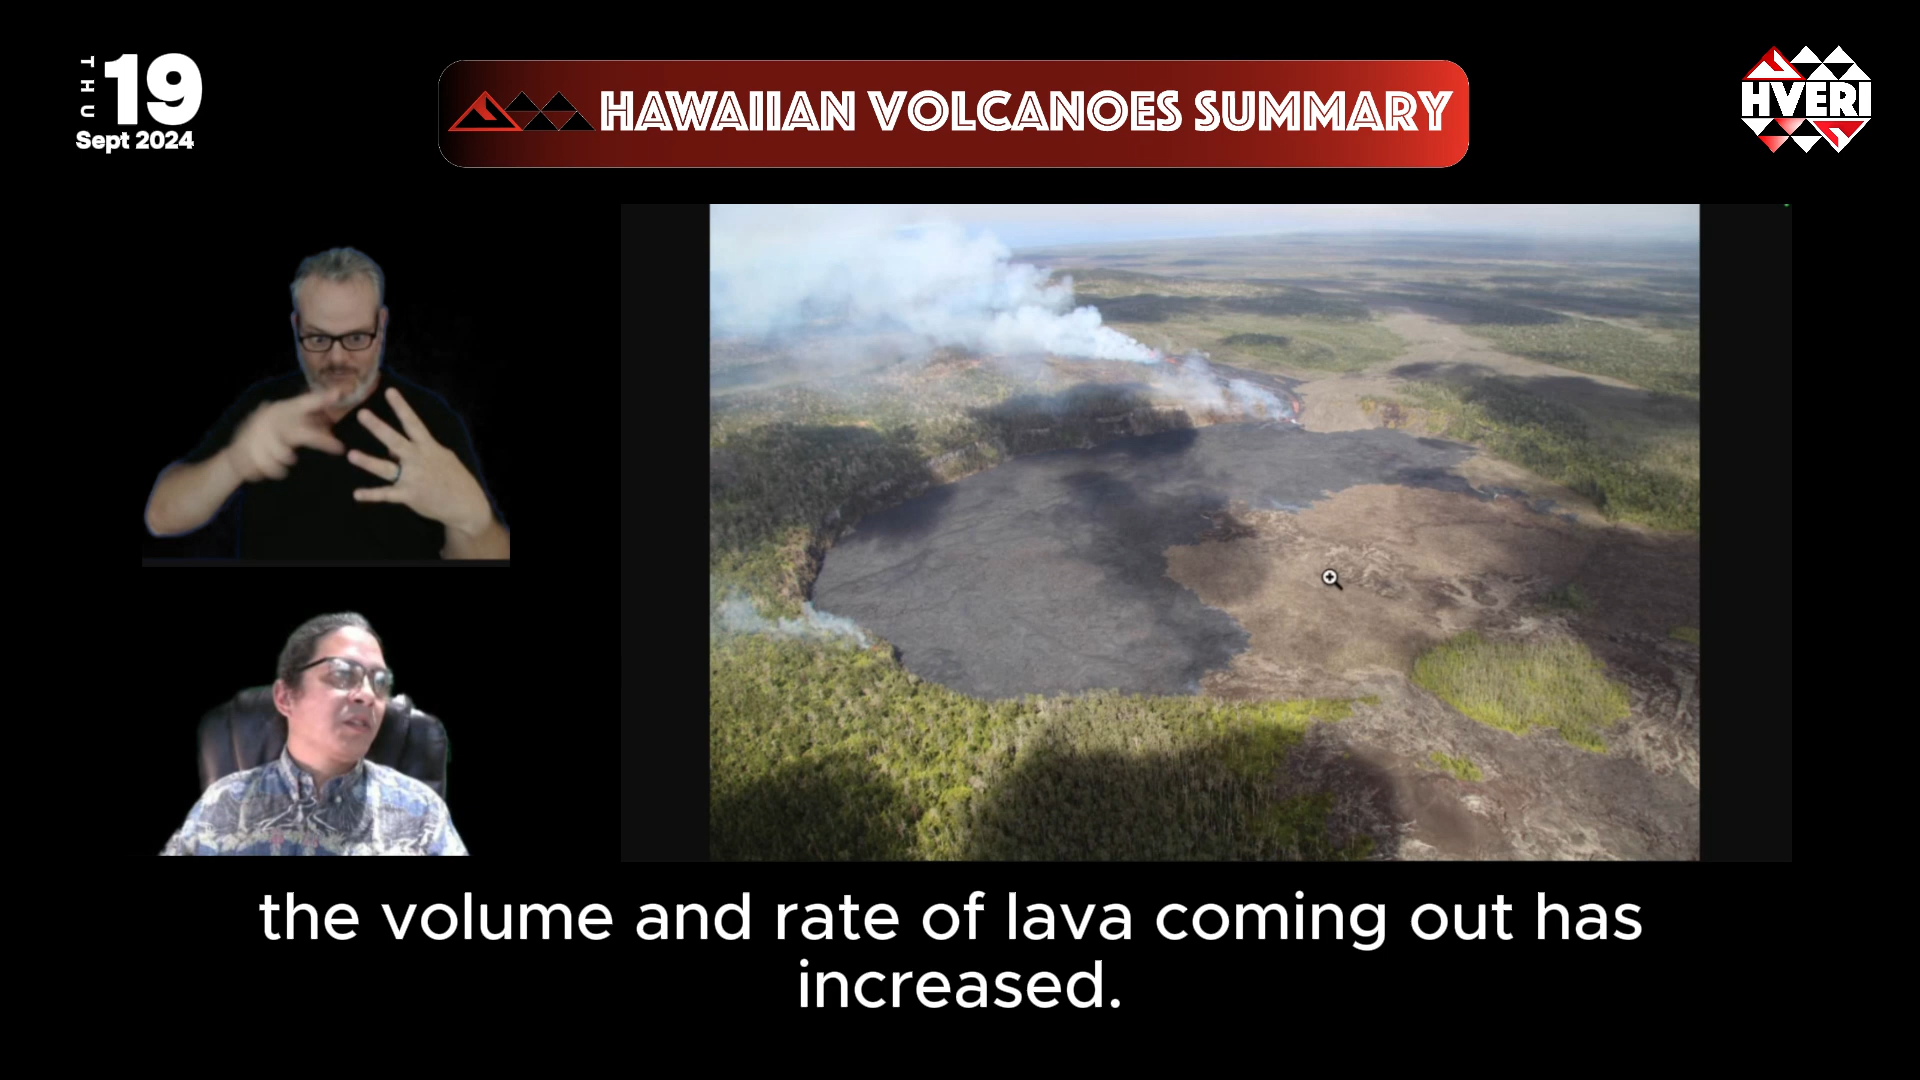 THU
19
Sept 2024
HAWAIIAN VOLCANOES SUMMARY
HVERI
the volume and rate of lava coming out has
increased.